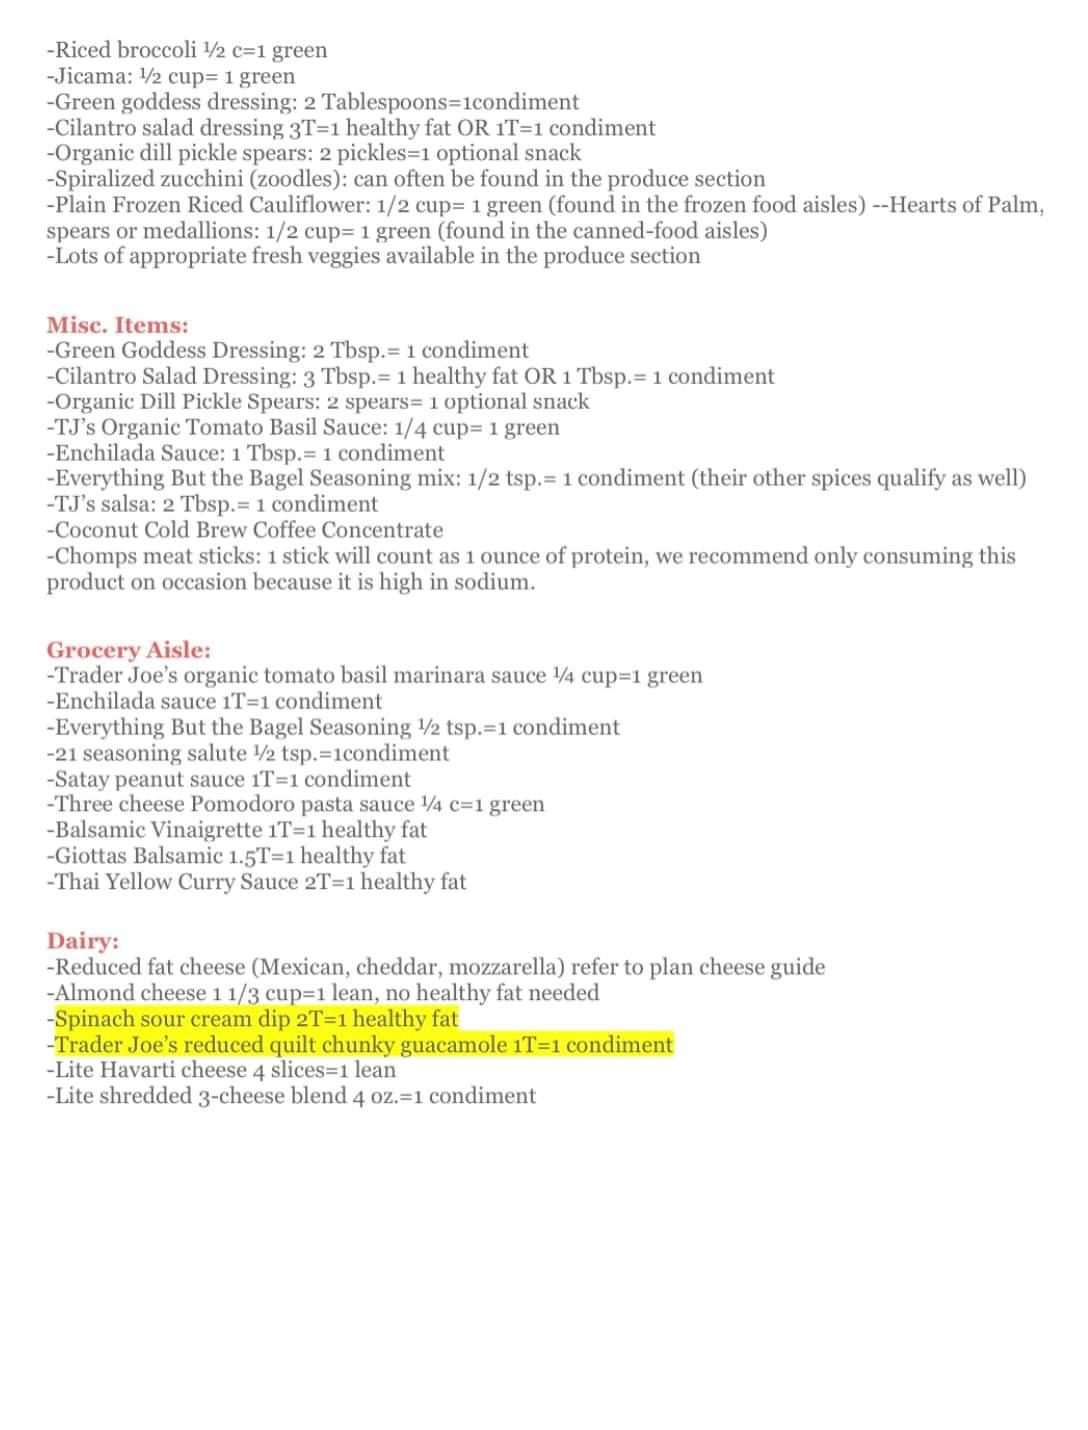 -Riced broccoli ½ c=1 green
-Jicama: ½ cup= 1 green
-Green goddess dressing: 2 Tablespoons=1condiment
-Cilantro salad dressing 3T=1 healthy fat OR 1T=1 condiment
-Organic dill pickle spears: 2 pickles=1 optional snack
-Spiralized zucchini (zoodles): can often be found in the produce section
-Plain Frozen Riced Cauliflower: 1/2 cup= 1 green (found in the frozen food aisles) --Hearts of Palm,
spears or medallions: 1/2 cup= 1 green (found in the canned-food aisles)
-Lots of appropriate fresh veggies available in the produce section
Misc. Items:
-Green Goddess Dressing: 2 Tbsp.= 1 condiment
-Cilantro Salad Dressing: 3 Tbsp.= 1 healthy fat OR 1 Tbsp.= 1 condiment
-Organic Dill Pickle Spears: 2 spears= 1 optional snack
-TJ's Organic Tomato Basil Sauce: 1/4 cup= 1 green
-Enchilada Sauce: 1 Tbsp.= 1 condiment
-Everything But the Bagel Seasoning mix: 1/2 tsp.= 1 condiment (their other spices qualify as well)
-TJ's salsa: 2 Tbsp.= 1 condiment
-Coconut Cold Brew Coffee Concentrate
-Chomps meat sticks: 1 stick will count as 1 ounce of protein, we recommend only consuming this
product on occasion because it is high in sodium.
Grocery Aisle:
-Trader Joe's organic tomato basil marinara sauce ¼ cup=1 green
-Enchilada sauce 1T=1 condiment
-Everything But the Bagel Seasoning ½ tsp.=1 condiment
-21 seasoning salute ½ tsp.=1condiment
-Satay peanut sauce 1T=1 condiment
-Three cheese Pomodoro pasta sauce ¼ c=1 green
-Balsamic Vinaigrette 1T=1 healthy fat
-Giottas Balsamic 1.5T=1 healthy fat
-Thai Yellow Curry Sauce 2T=1 healthy fat
Dairy:
-Reduced fat cheese (Mexican, cheddar, mozzarella) refer to plan cheese guide
-Almond cheese 1 1/3 cup=1 lean, no healthy fat needed
-Spinach sour cream dip 2T=1 healthy fat
-Trader Joe's reduced quilt chunky guacamole 1T=1 condiment
-Lite Havarti cheese 4 slices=1 lean
-Lite shredded 3-cheese blend 4 oz.=1 condiment